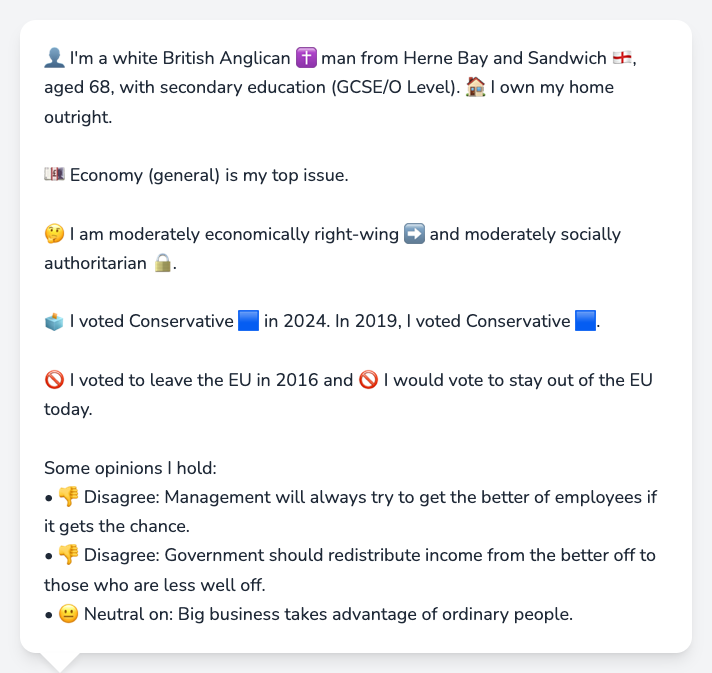 👤 I'm a white British Anglican ✝️ man from Herne Bay and Sandwich 🏴󠁧󠁢󠁥󠁮󠁧󠁿,
aged 68, with secondary education (GCSE/O Level). 🏠 I own my home
outright.
💷 Economy (general) is my top issue.
🤔 I am moderately economically right-wing ➡️ and moderately socially
authoritarian 🔒.
🗳️ I voted Conservative 🟦 in 2024. In 2019, I voted Conservative 🟦.
🚫 I voted to leave the EU in 2016 and 🚫 I would vote to stay out of the EU
today.
Some opinions I hold:
• 👎 Disagree: Management will always try to get the better of employees if
it gets the chance.
• 👎 Disagree: Government should redistribute income from the better off to
those who are less well off.
• 😐 Neutral on: Big business takes advantage of ordinary people.